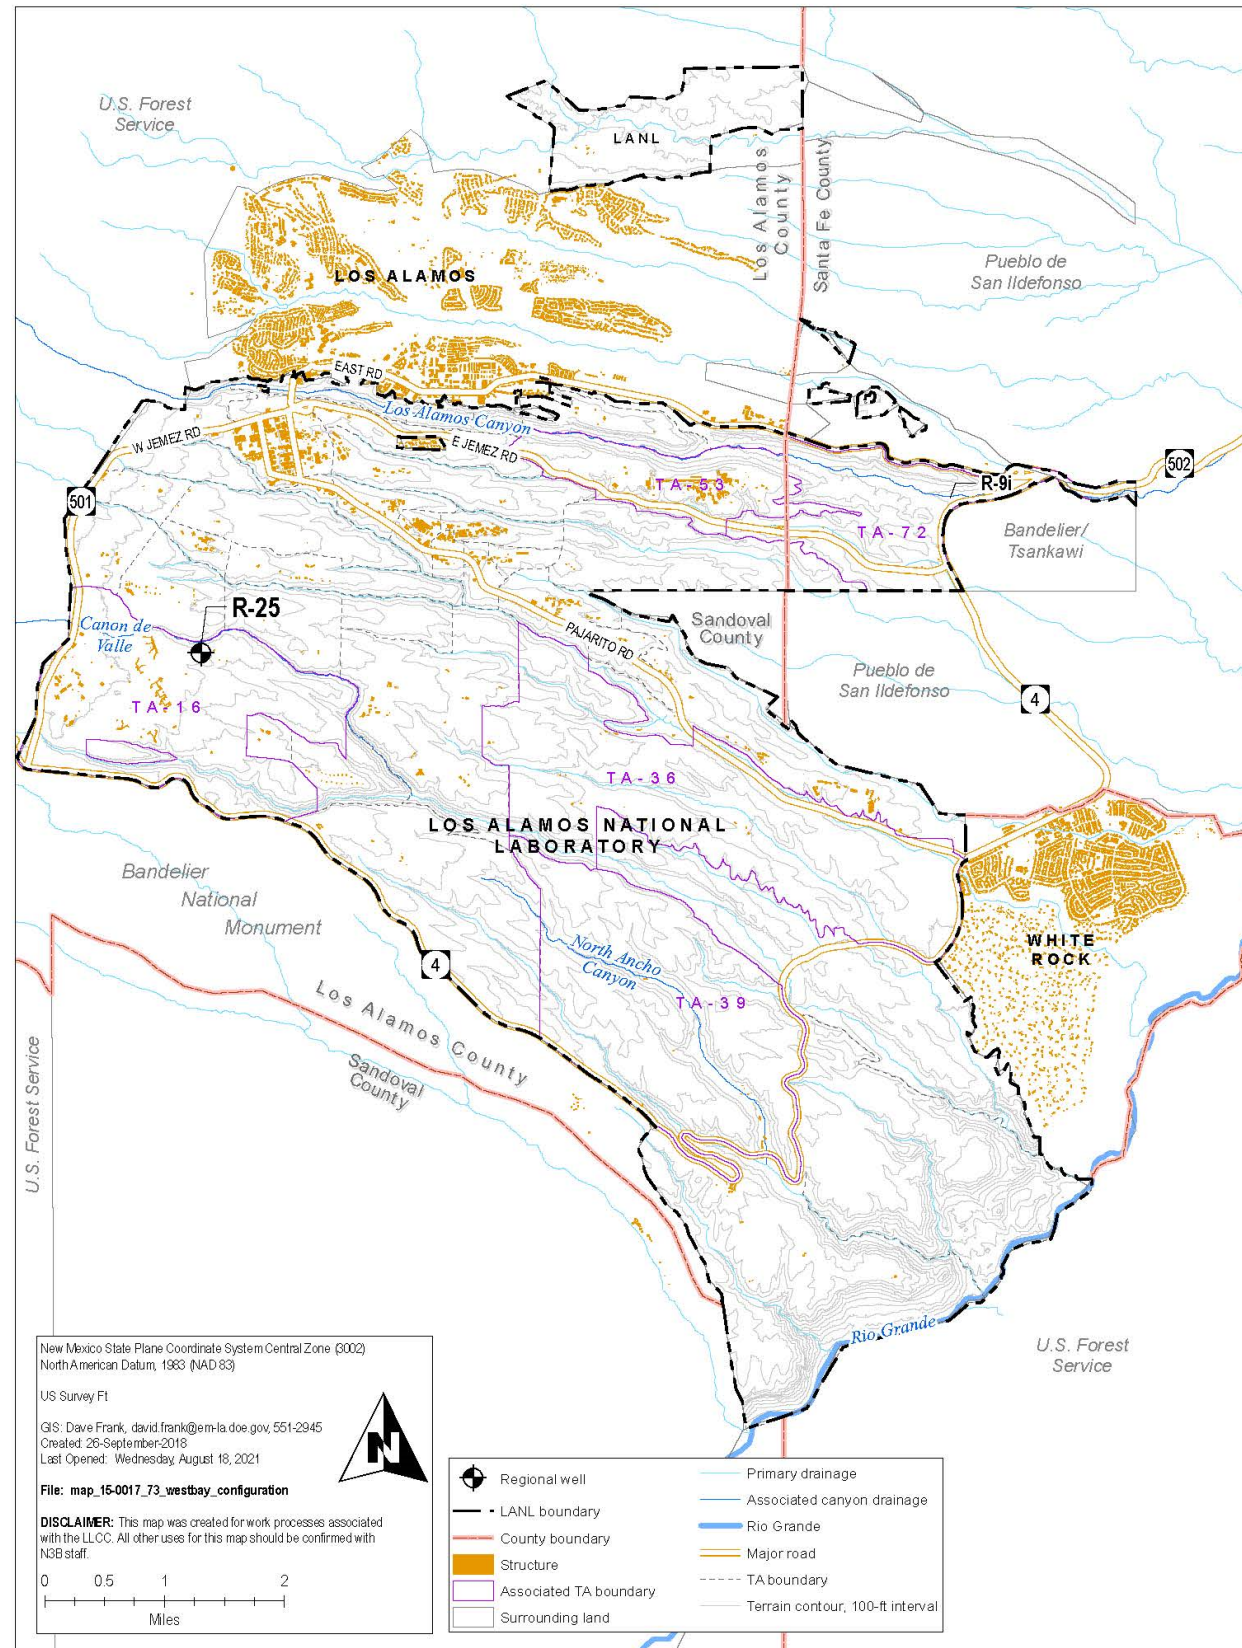 U.S. Forest
Service
LANL
Los Alamos
County
Santa Fe County
Pueblo de
San Ildefonso
LOS ALAMOS
EAST RD
Los Alamos Canyon
W JEMEZ RD
E JEMEZ RD
502
501
TA-53
R-9i
TA-72
Bandelier/
Tsankawi
R-25
Canon de
Valle
PAJARITO RD
Sandoval
County
Pueblo de
San Ildefonso
4
TA-16
TA-36
LOS ALAMOS NATIONAL
LABORATORY
Bandelier
National
Monument
4
WHITE
ROCK
North Ancho
Canyon
TA-39
Los Alamos County
Sandoval
County
U.S. Forest Service
Rio Grande
U.S. Forest
Service
New Mexico State Plane Coordinate System Central Zone (3002)
North American Datum, 1983 (NAD 83)
US Survey Ft
GIS: Dave Frank, david.frank@em-la.doe.gov, 551-2945
Created: 26-September-2018
Last Opened: Wednesday, August 18, 2021
File: map_15-0017_73_westbay_configuration
DISCLAIMER: This map was created for work processes associated
with the LLCC. All other uses for this map should be confirmed with
N3B staff.
0 0.5 1 2
Miles
N
Regional well
LANL boundary
County boundary
Structure
Associated TA boundary
Surrounding land
Primary drainage
Associated canyon drainage
Rio Grande
Major road
TA boundary
Terrain contour, 100-ft interval